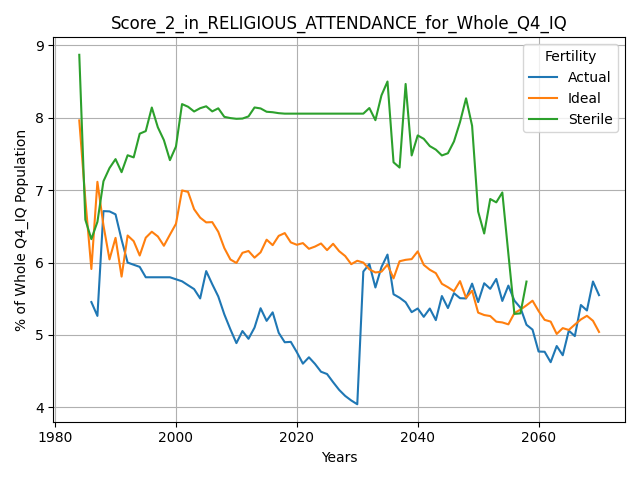 Score_2_in_RELIGIOUS_ATTENDANCE_for_Whole_Q4_IQ
% of Whole Q4_IQ Population
9
8
7
6
5
4
Fertility
Actual
Ideal
Sterile
1980
2000
2020
2040
2060
Years